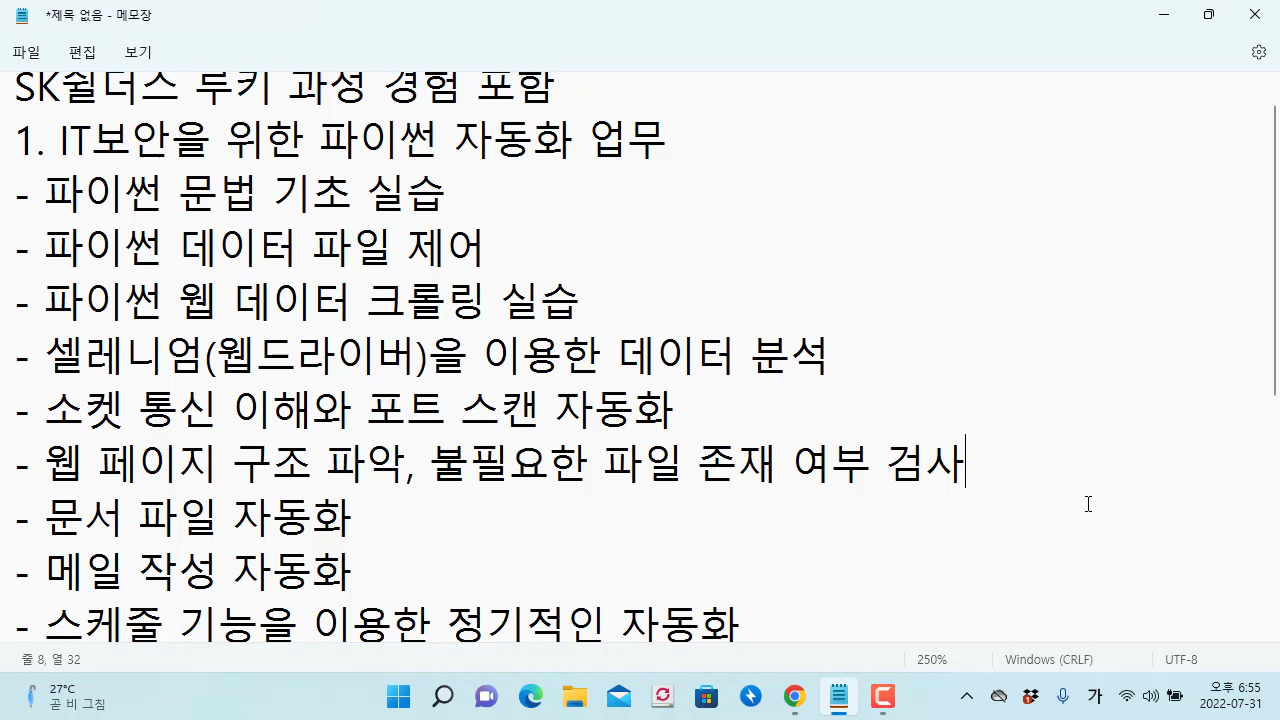 *제목 없음 - 메모장
파일 편집 보기
SK쉴더스 루키 과정 경험 포함
1. IT보안을 위한 파이썬 자동화 업무
- 파이썬 문법 기초 실습
- 파이썬 데이터 파일 제어
- 파이썬 웹 데이터 크롤링 실습
- 셀레니엄(웹드라이버)을 이용한 데이터 분석
- 소켓 통신 이해와 포트 스캔 자동화
- 웹 페이지 구조 파악, 불필요한 파일 존재 여부 검사
- 문서 파일 자동화
- 메일 작성 자동화
- 스케줄 기능을 이용한 정기적인 자동화
줄 8, 열 32 250% Windows (CRLF) UTF-8
27°C
곧 비 그침
가
오후 6:55
2022-07-31